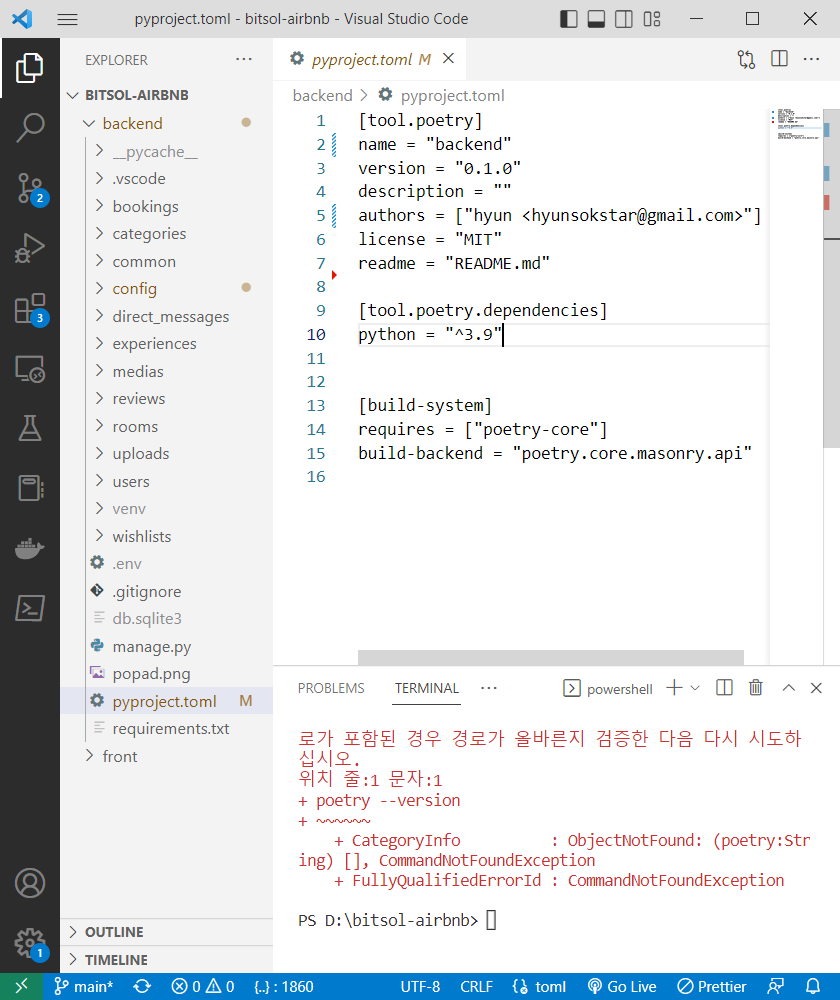 pyproject.toml - bitsol-airbnb - Visual Studio Code
EXPLORER
pyproject.toml M
BITSOL-AIRBNB
backend
__pycache__
.vscode
bookings
categories
common
config
direct_messages
experiences
medias
reviews
rooms
uploads
users
venv
wishlists
.env
.gitignore
db.sqlite3
manage.py
popad.png
pyproject.toml M
requirements.txt
front
OUTLINE
TIMELINE
2
3
1
backend > pyproject.toml
1 [tool.poetry]
2 name = "backend"
3 version = "0.1.0"
4 description = ""
5 authors = ["hyun <hyunsokstar@gmail.com>"]
6 license = "MIT"
7 readme = "README.md"
8
9 [tool.poetry.dependencies]
10 python = "^3.9"
11
12
13 [build-system]
14 requires = ["poetry-core"]
15 build-backend = "poetry.core.masonry.api"
16
PROBLEMS TERMINAL ··· powershell
로가 포함된 경우 경로가 올바른지 검증한 다음 다시 시도하
십시오.
위치 줄:1 문자:1
+ poetry --version
+ ~~~~~~
+ CategoryInfo : ObjectNotFound: (poetry:Str
ing) [], CommandNotFoundException
+ FullyQualifiedErrorId : CommandNotFoundException
PS D:\bitsol-airbnb>
main* 0 0 {..} : 1860 UTF-8 CRLF toml Go Live Prettier